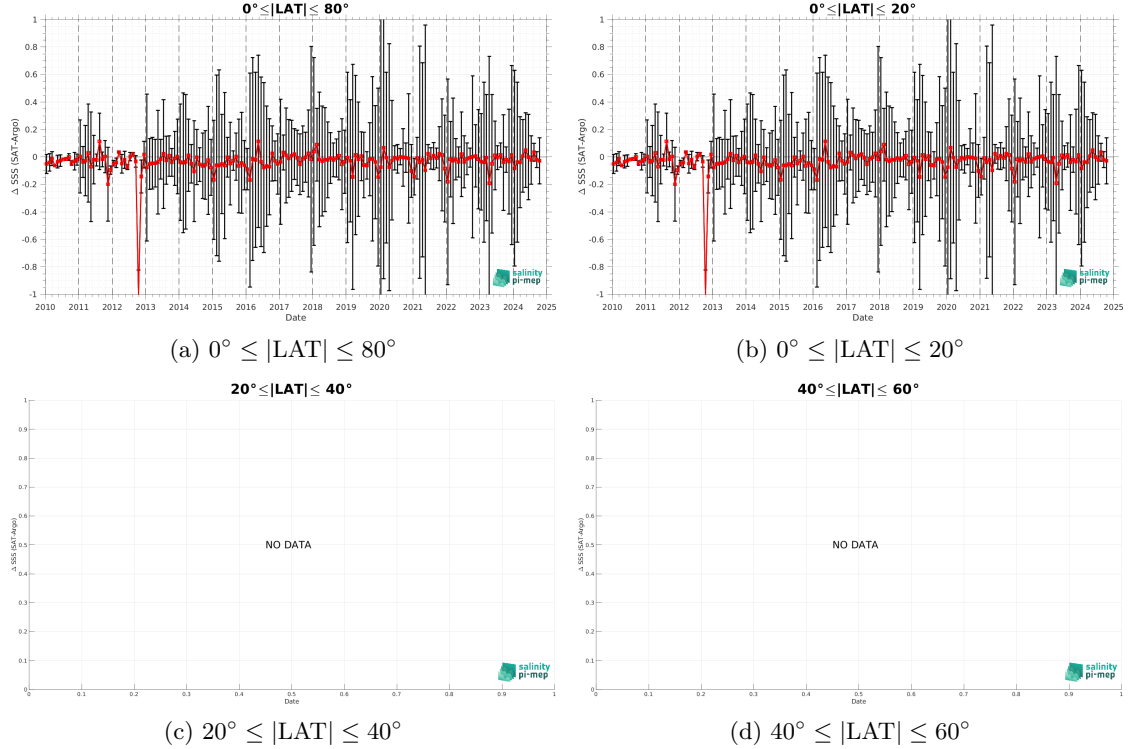 0°≤|LAT|≤ 80°
Δ SSS (SAT-Argo)
1
0.8
0.6
0.4
0.2
0
-0.2
-0.4
-0.6
-0.8
-1
2010 2011 2012 2013 2014 2015 2016 2017 2018 2019 2020 2021 2022 2023 2024 2025
Date
salinity
pi-mep
(a) 0° ≤ |LAT| ≤ 80°
0°≤|LAT|≤ 20°
Δ SSS (SAT-Argo)
1
0.8
0.6
0.4
0.2
0
-0.2
-0.4
-0.6
-0.8
-1
2010 2011 2012 2013 2014 2015 2016 2017 2018 2019 2020 2021 2022 2023 2024 2025
Date
salinity
pi-mep
(b) 0° ≤ |LAT| ≤ 20°
20°≤|LAT|≤ 40°
Δ SSS (SAT-Argo)
1
0.9
0.8
0.7
0.6
0.5
0.4
0.3
0.2
0.1
0
NO DATA
0 0.1 0.2 0.3 0.4 0.5 0.6 0.7 0.8 0.9 1
Date
salinity
pi-mep
(c) 20° ≤ |LAT| ≤ 40°
40°≤|LAT|≤ 60°
Δ SSS (SAT-Argo)
1
0.9
0.8
0.7
0.6
0.5
0.4
0.3
0.2
0.1
0
NO DATA
0 0.1 0.2 0.3 0.4 0.5 0.6 0.7 0.8 0.9 1
Date
salinity
pi-mep
(d) 40° ≤ |LAT| ≤ 60°